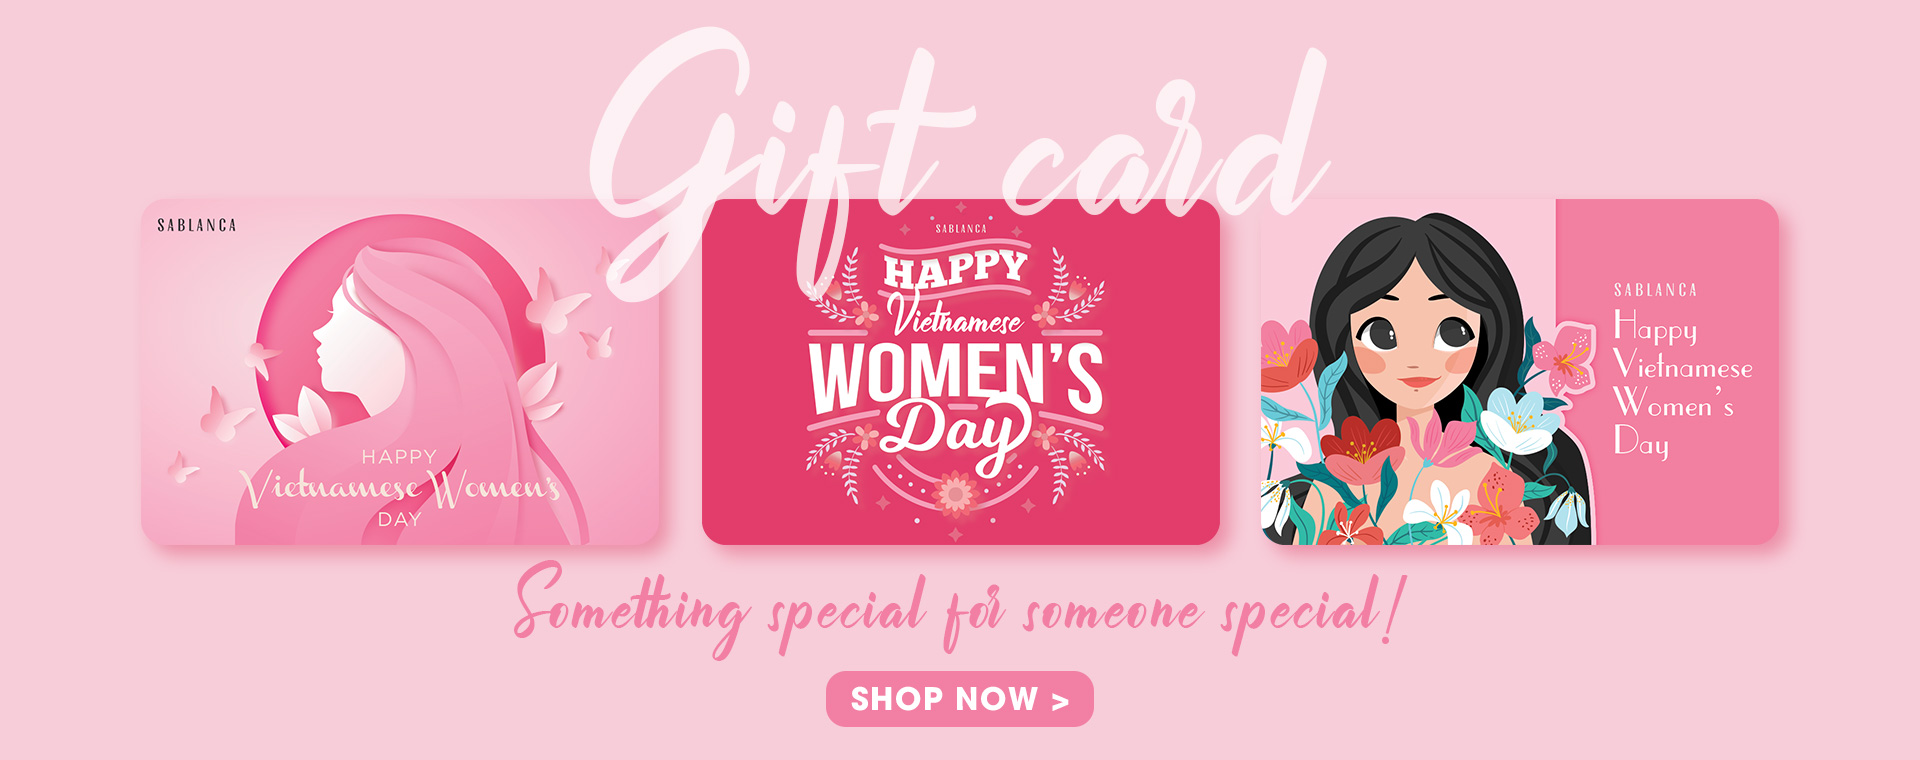 Gift card
SABLANCA
HAPPY
Vietnamese Women's
DAY
SABLANCA
HAPPY
Vietnamese
WOMEN'S
Day
SABLANCA
Happy
Vietnamese
Women's
Day
Something special for someone special!
SHOP NOW >